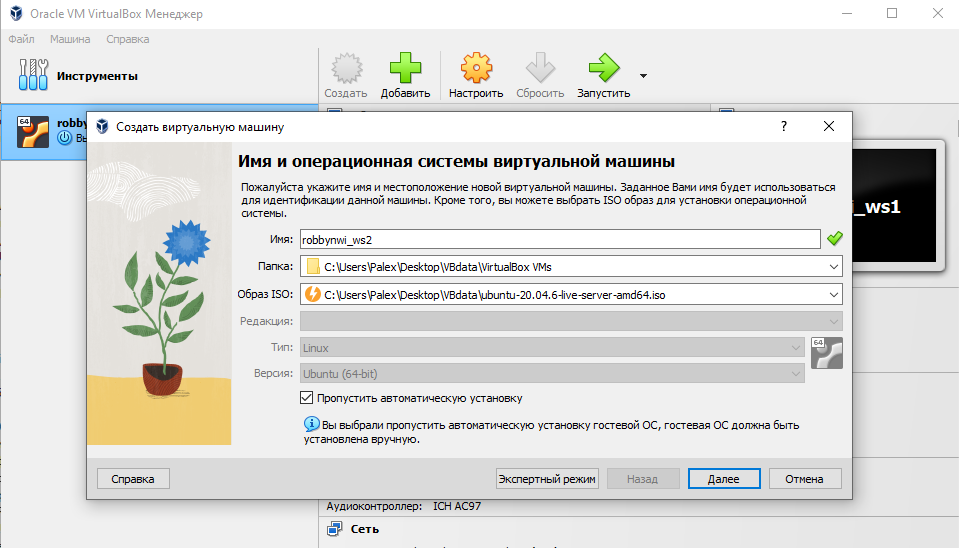 Oracle VM VirtualBox Менеджер
Файл Машина Справка
Инструменты
Создать Добавить Настроить Сбросить Запустить
64
Создать виртуальную машину
?
Имя и операционная системы виртуальной машины
Пожалуйста укажите имя и местоположение новой виртуальной машины. Заданное Вами имя будет использоваться
для идентификации данной машины. Кроме того, вы можете выбрать ISO образ для установки операционной
системы.
_ws1
Имя: robbynwi_ws2
Папка: C:\Users\Palex\Desktop\VBdata\VirtualBox VMs
Образ ISO: C:\Users\Palex\Desktop\VBdata\ubuntu-20.04.6-live-server-amd64.iso
Редакция:
Тип: Linux
64
Версия: Ubuntu (64-bit)
Пропустить автоматическую установку
Вы выбрали пропустить автоматическую установку гостевой ОС, гостевая ОС должна быть
установлена вручную.
Справка Экспертный режим Назад Далее Отмена
Аудиоконтроллер: ICH AC97
Сеть